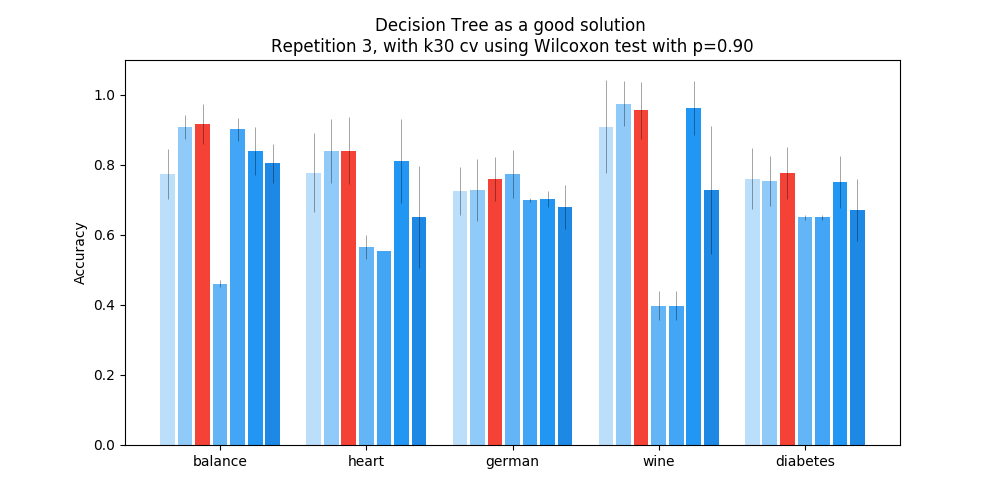 Decision Tree as a good solution
Repetition 3, with k30 cv using Wilcoxon test with p=0.90
Accuracy
1.0
0.8
0.6
0.4
0.2
0.0
balance heart german wine diabetes